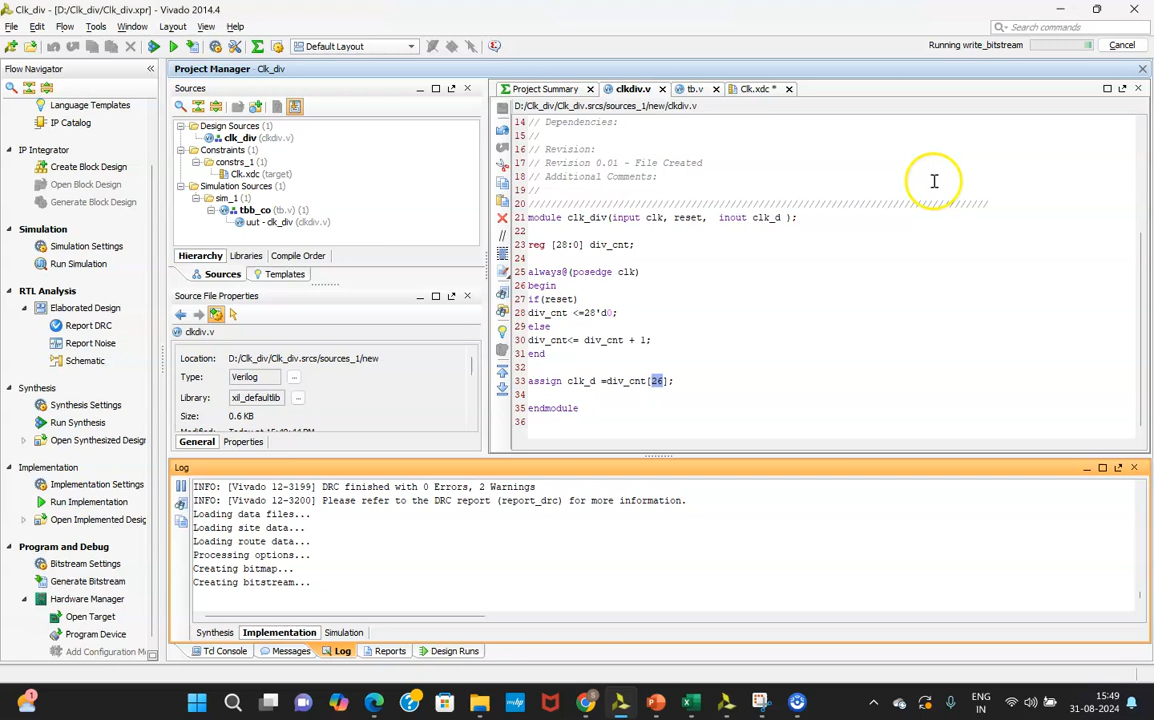 Clk_div - [D:/Clk_div/Clk_div.xpr] - Vivado 2014.4
File Edit Flow Tools Window Layout View Help
Search commands
Default Layout
Running write_bitstream
Cancel
Flow Navigator
Language Templates
IP Catalog
IP Integrator
Create Block Design
Open Block Design
Generate Block Design
Simulation
Simulation Settings
Run Simulation
RTL Analysis
Elaborated Design
Report DRC
Report Noise
Schematic
Synthesis
Synthesis Settings
Run Synthesis
Open Synthesized Design
Implementation
Implementation Settings
Run Implementation
Open Implemented Desig
Program and Debug
Bitstream Settings
Generate Bitstream
Hardware Manager
Open Target
Program Device
Add Configuration M
Project Manager - Clk_div
Sources
Design Sources (1)
clk_div (clkdiv.v)
Constraints (1)
constrs_1 (1)
Clk.xdc (target)
Simulation Sources (1)
sim_1 (1)
tbb_co (tb.v) (1)
uut - clk_div (clkdiv.v)
Hierarchy Libraries Compile Order
Sources Templates
Source File Properties
clkdiv.v
Location: D:/Clk_div/Clk_div.srcs/sources_1/new
Type: Verilog
Library: xil_defaultlib
Size: 0.6 KB
General Properties
Project Summary clkdiv.v tb.v Clk.xdc *
D:/Clk_div/Clk_div.srcs/sources_1/new/clkdiv.v
14 // Dependencies:
15 //
16 // Revision:
17 // Revision 0.01 - File Created
18 // Additional Comments:
19 //
20 //////////////////////////////////////////////////////////////////////////////////
21 module clk_div(input clk, reset,  inout clk_d );
22
23 reg [28:0] div_cnt;
24
25 always@(posedge clk)
26 begin
27 if(reset)
28 div_cnt <=28'd0;
29 else
30 div_cnt<= div_cnt + 1;
31 end
32
33 assign clk_d =div_cnt[26];
34
35 endmodule
36
Log
INFO: [Vivado 12-3199] DRC finished with 0 Errors, 2 Warnings
INFO: [Vivado 12-3200] Please refer to the DRC report (report_drc) for more information.
Loading data files...
Loading site data...
Loading route data...
Processing options...
Creating bitmap...
Creating bitstream...
Synthesis Implementation Simulation
Tcl Console Messages Log Reports Design Runs
ENG
IN
15:49
31-08-2024